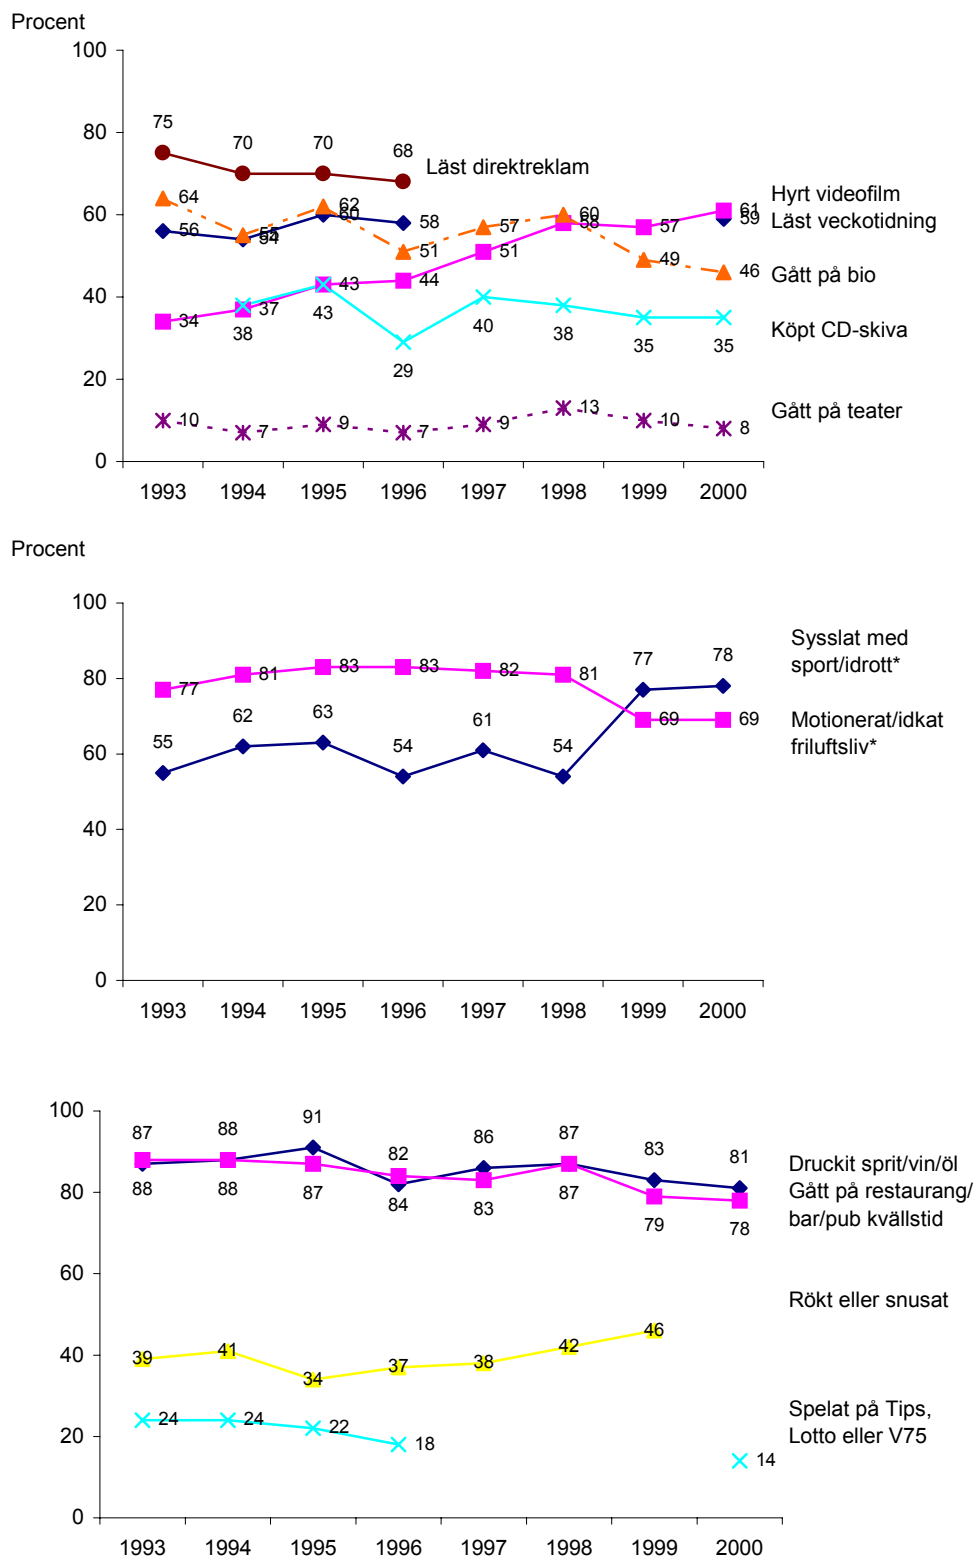 Procent
100
75
80
70
70
68
Läst direktreklam
Hyrt videofilm
64
62
61
60
56
55
54
60
58
57
60
58
57
59
Läst veckotidning
51
51
49
46
Gått på bio
40
34
37
38
43
43
44
40
38
35
35
Köpt CD-skiva
29
20
10
7
9
7
9
13
10
8
Gått på teater
0
1993 1994 1995 1996 1997 1998 1999 2000
Procent
100
Sysslat med
sport/idrott*
80
77
81
83
83
82
81
77
78
69
69
Motionerat/idkat
friluftsliv*
60
55
62
63
54
61
54
40
20
0
1993 1994 1995 1996 1997 1998 1999 2000
100
87 88 91 82 86 87 83 81
Druckit sprit/vin/öl
80
88 88 87 84 83 87 79 78
Gått på restaurang/
bar/pub kvällstid
60
Rökt eller snusat
40
39 41 34 37 38 42 46
20
24 24 22 18 14
Spelat på Tips,
Lotto eller V75
0
1993 1994 1995 1996 1997 1998 1999 2000